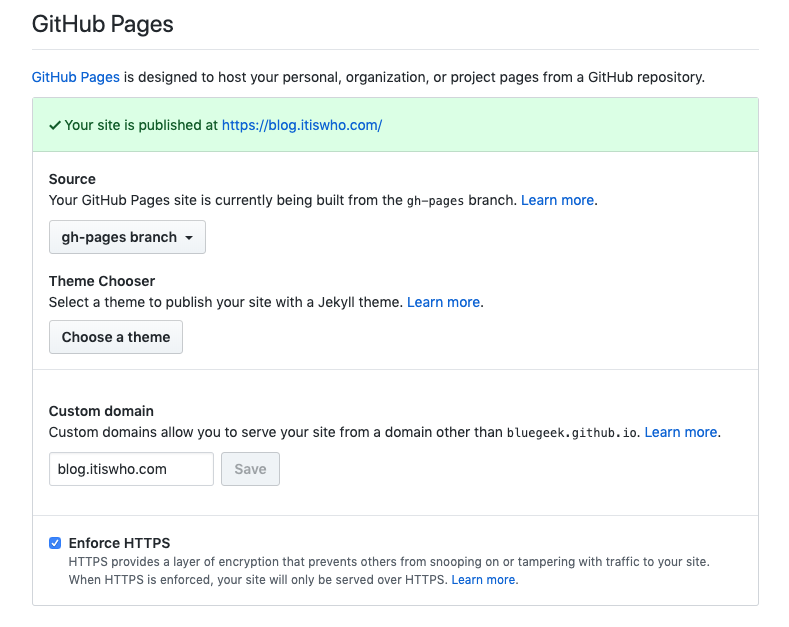 GitHub Pages
GitHub Pages is designed to host your personal, organization, or project pages from a GitHub repository.
Your site is published at https://blog.itiswho.com/
Source
Your GitHub Pages site is currently being built from the gh-pages branch. Learn more.
gh-pages branch
Theme Chooser
Select a theme to publish your site with a Jekyll theme. Learn more.
Choose a theme
Custom domain
Custom domains allow you to serve your site from a domain other than bluegeek.github.io. Learn more.
blog.itiswho.com Save
Enforce HTTPS
HTTPS provides a layer of encryption that prevents others from snooping on or tampering with traffic to your site.
When HTTPS is enforced, your site will only be served over HTTPS. Learn more.